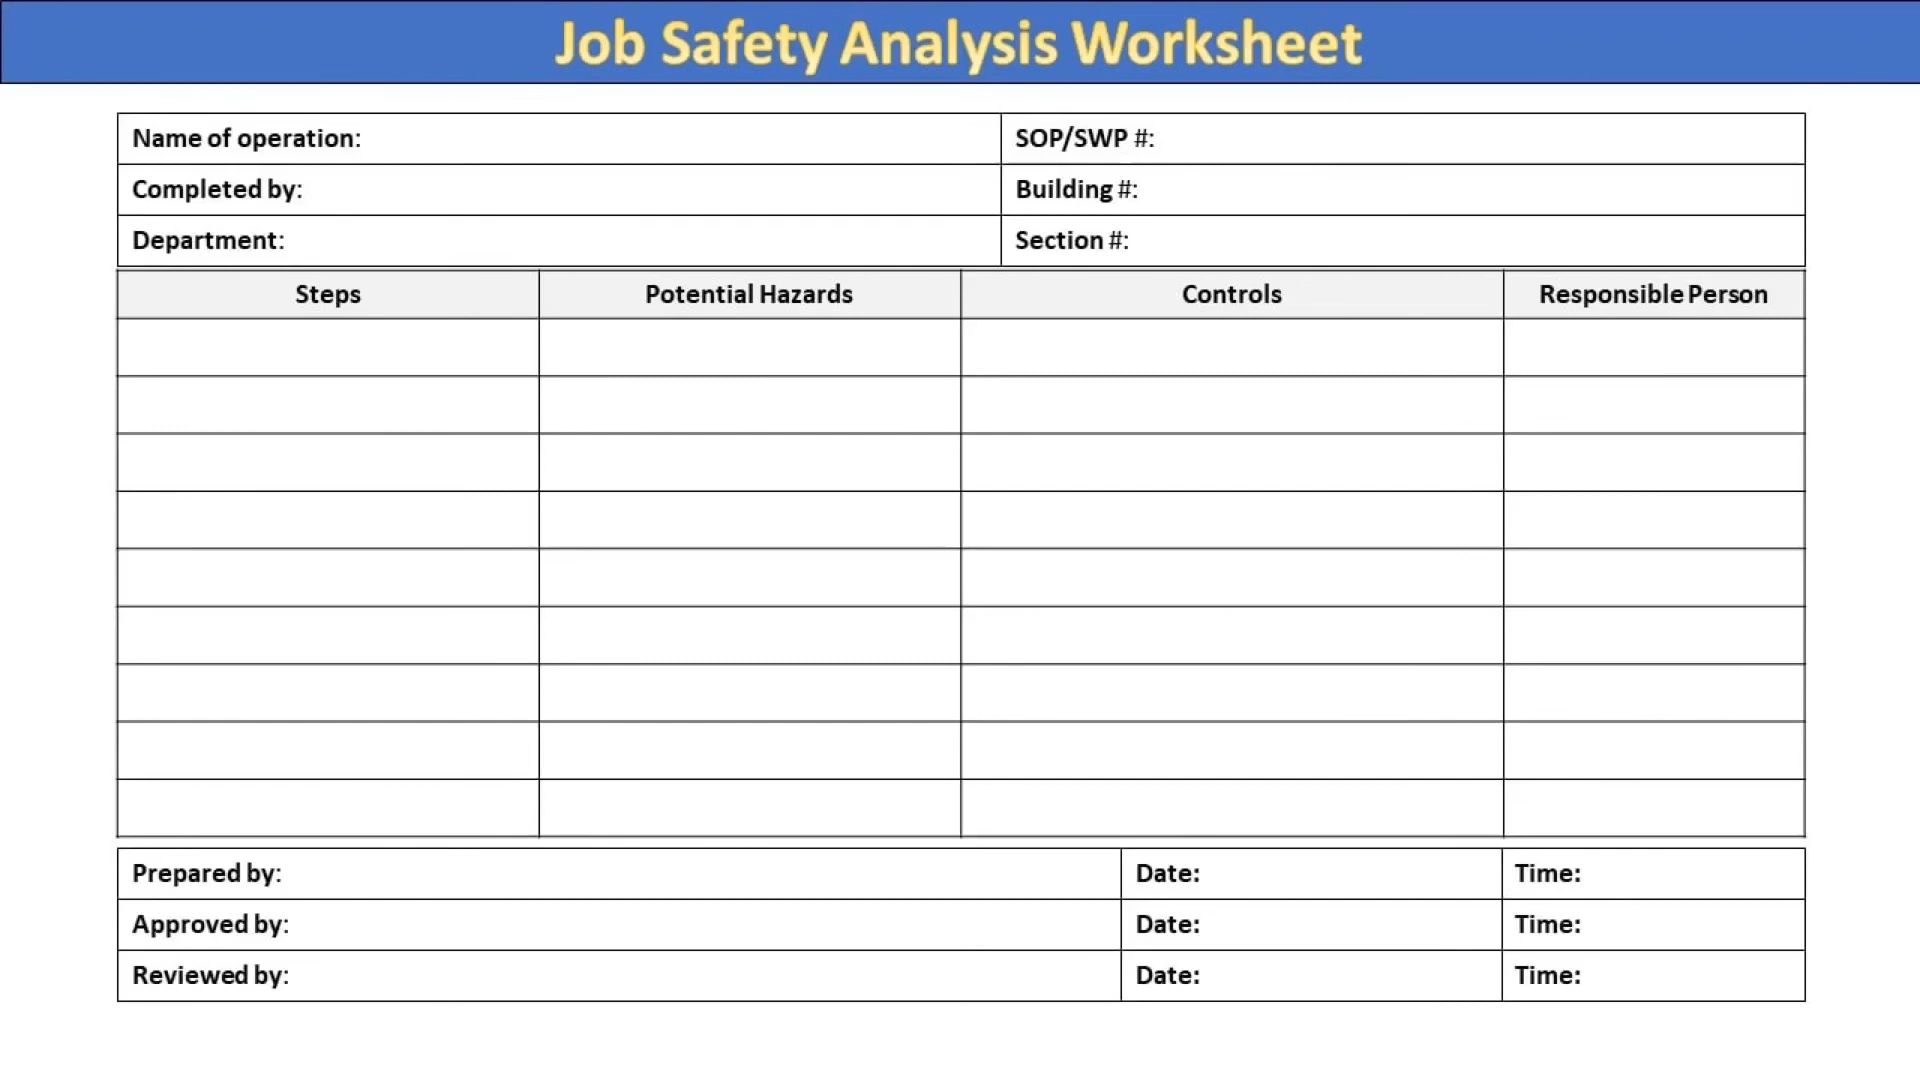 Job Safety Analysis Worksheet
Name of operation: SOP/SWP #:
Completed by: Building #:
Department: Section #:
Steps Potential Hazards Controls Responsible Person
Prepared by: Date: Time:
Approved by: Date: Time:
Reviewed by: Date: Time: